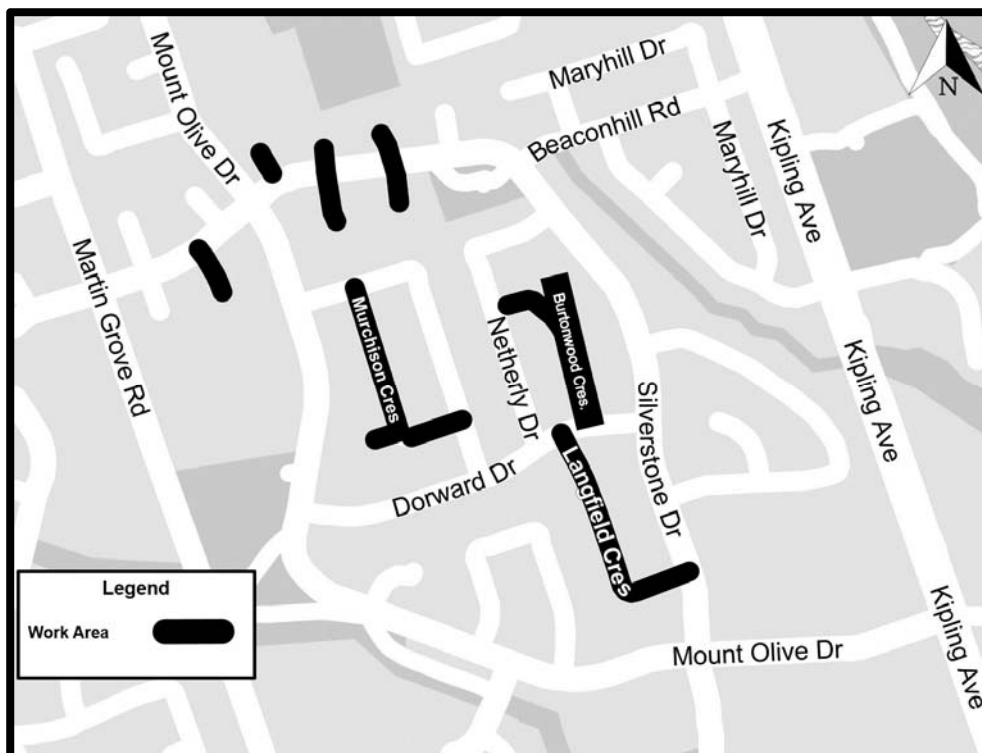 Mount Olive Dr
Maryhill Dr
N
Beaconhill Rd
Kipling Ave
Maryhill Dr
Martin Grove Rd
Murchison Cres
Netherly Dr
Burtonwood Cres.
Kipling Ave
Silverstone Dr
Dorward Dr
Langfield Cres
Legend
Work Area
Mount Olive Dr
Kipling Ave